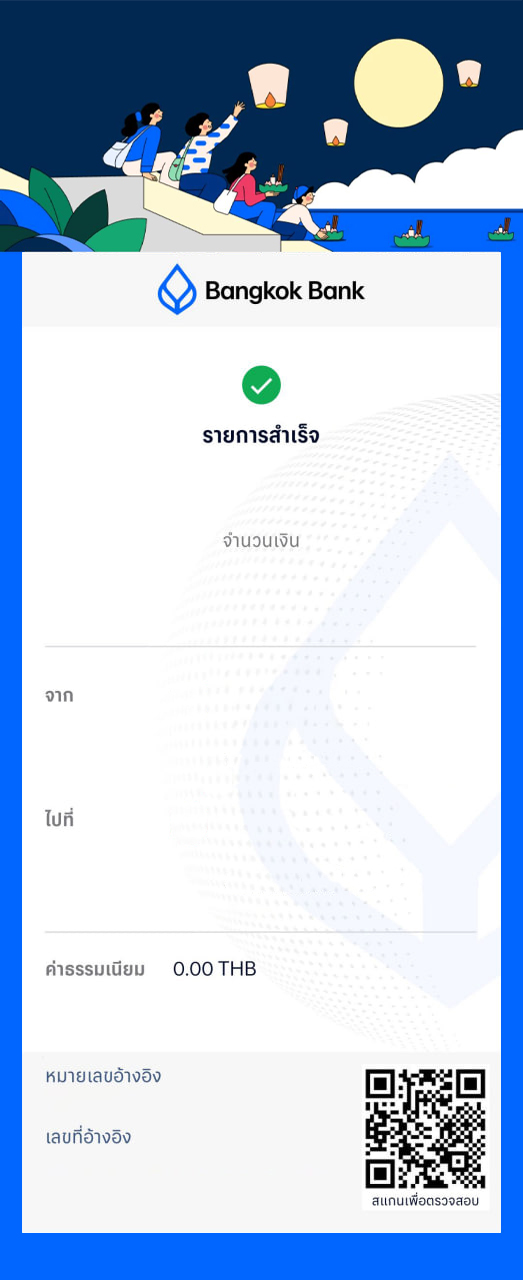 Bangkok Bank
รายการสำเร็จ
จำนวนเงิน
จาก
ไปที่
ค่าธรรมเนียม 0.00 THB
หมายเลขอ้างอิง
เลขที่อ้างอิง
สแกนเพื่อตรวจสอบ